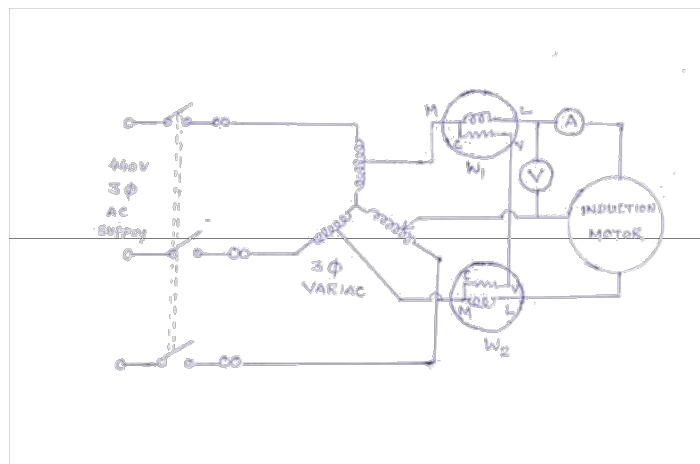 M
L
A
C
V
W1
V
440V
3Φ
AC
Supply
INDUCTION
MOTOR
3Φ
VARIAC
C
V
M
L
W2